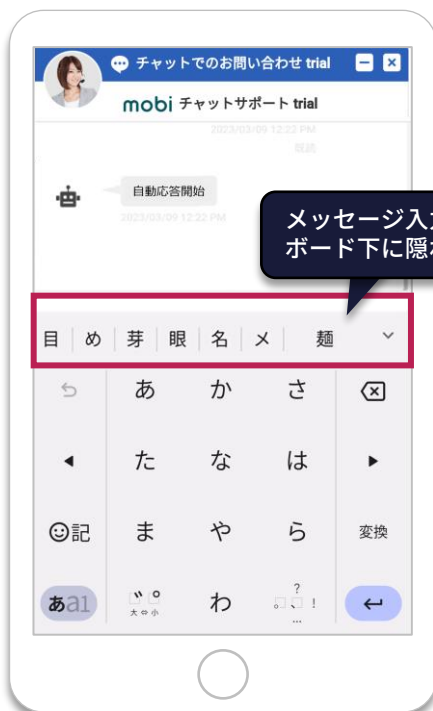 チャットでのお問い合わせ trial
mobi チャットサポート trial
2023/03/09 12:22 PM
既読
自動応答開始
2023/03/09 12:22 PM
メッセージ入
ボード下に隠
目 め 芽 眼 名 メ 麺
あ か さ
た な は
記 ま や ら 変換
あa1 大⇔小 わ 。、?!…